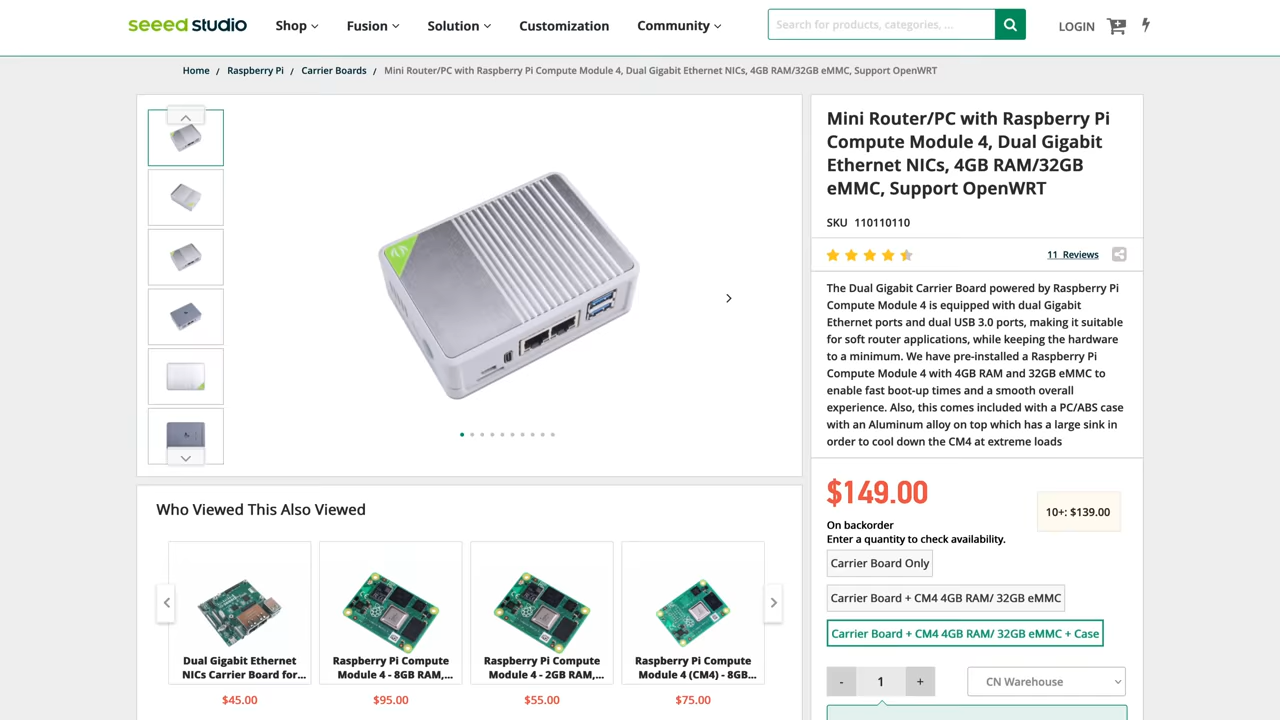 seeed studio
Shop
Fusion
Solution
Customization
Community
Search for products, categories, ...
LOGIN
Home / Raspberry Pi / Carrier Boards / Mini Router/PC with Raspberry Pi Compute Module 4, Dual Gigabit Ethernet NICs, 4GB RAM/32GB eMMC, Support OpenWRT
Mini Router/PC with Raspberry Pi
Compute Module 4, Dual Gigabit
Ethernet NICs, 4GB RAM/32GB
eMMC, Support OpenWRT
SKU 110110110
11 Reviews
The Dual Gigabit Carrier Board powered by Raspberry Pi
Compute Module 4 is equipped with dual Gigabit
Ethernet ports and dual USB 3.0 ports, making it suitable
for soft router applications, while keeping the hardware
to a minimum. We have pre-installed a Raspberry Pi
Compute Module 4 with 4GB RAM and 32GB eMMC to
enable fast boot-up times and a smooth overall
experience. Also, this comes included with a PC/ABS case
with an Aluminum alloy on top which has a large sink in
order to cool down the CM4 at extreme loads
$149.00
10+: $139.00
On backorder
Enter a quantity to check availability.
Carrier Board Only
Carrier Board + CM4 4GB RAM/ 32GB eMMC
Carrier Board + CM4 4GB RAM/ 32GB eMMC + Case
- 1 +
CN Warehouse
Who Viewed This Also Viewed
Dual Gigabit Ethernet
NICs Carrier Board for...
$45.00
Raspberry Pi Compute
Module 4 - 8GB RAM,...
$95.00
Raspberry Pi Compute
Module 4 - 2GB RAM,...
$55.00
Raspberry Pi Compute
Module 4 (CM4) - 8GB...
$75.00